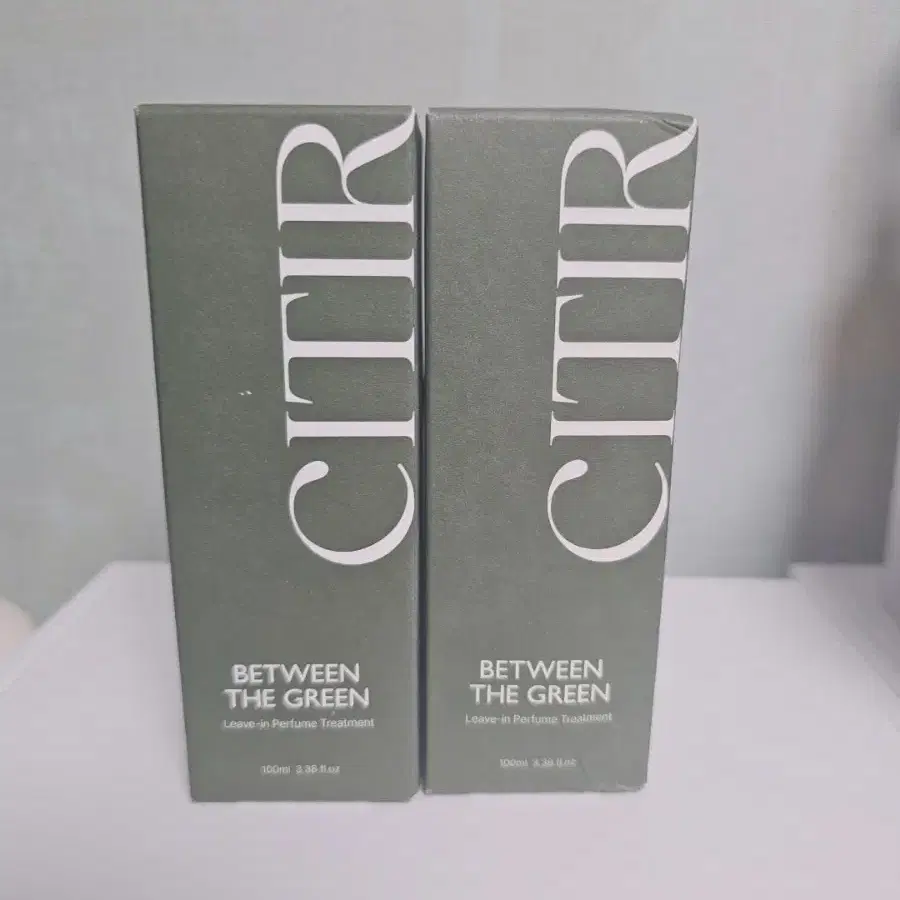 CITIR
BETWEEN
THE GREEN
Leave-in Perfume Treatment
100ml 3.38 fl.oz
CITIR
BETWEEN
THE GREEN
Leave-in Perfume Treatment
100ml 3.38 fl.oz